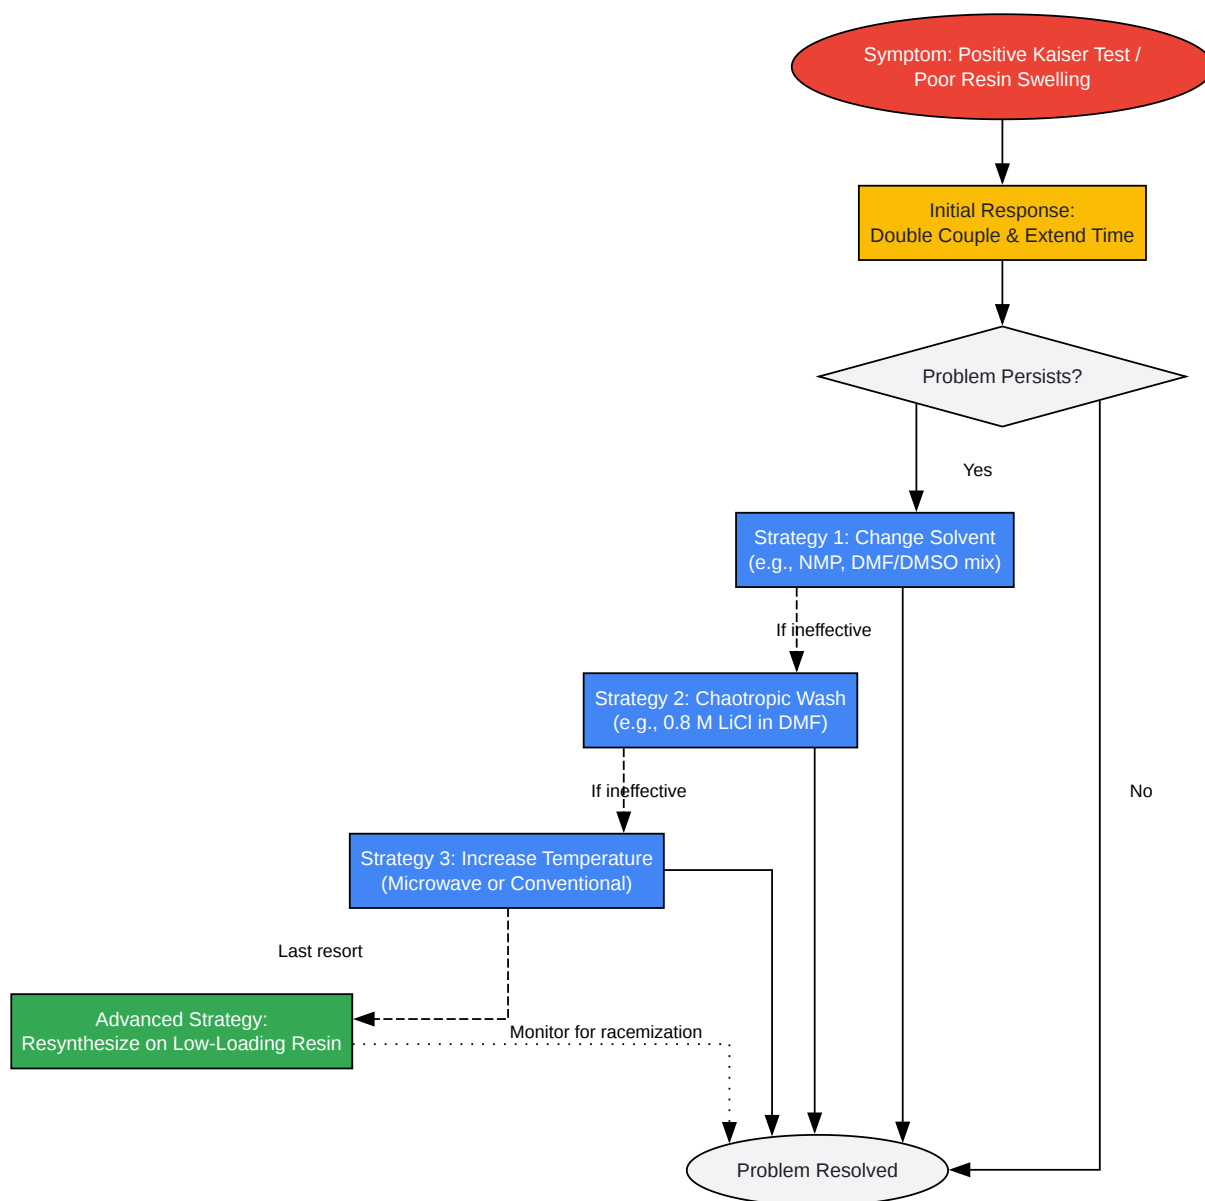 Symptom: Positive Kaiser Test /
Poor Resin Swelling
Initial Response:
Double Couple & Extend Time
Problem Persists?
Yes
Strategy 1: Change Solvent
(e.g., NMP, DMF/DMSO mix)
If ineffective
Strategy 2: Chaotropic Wash
(e.g., 0.8 M LiCl in DMF)
If ineffective
No
Strategy 3: Increase Temperature
(Microwave or Conventional)
Last resort
Advanced Strategy:
Resynthesize on Low-Loading Resin
Monitor for racemization
Problem Resolved